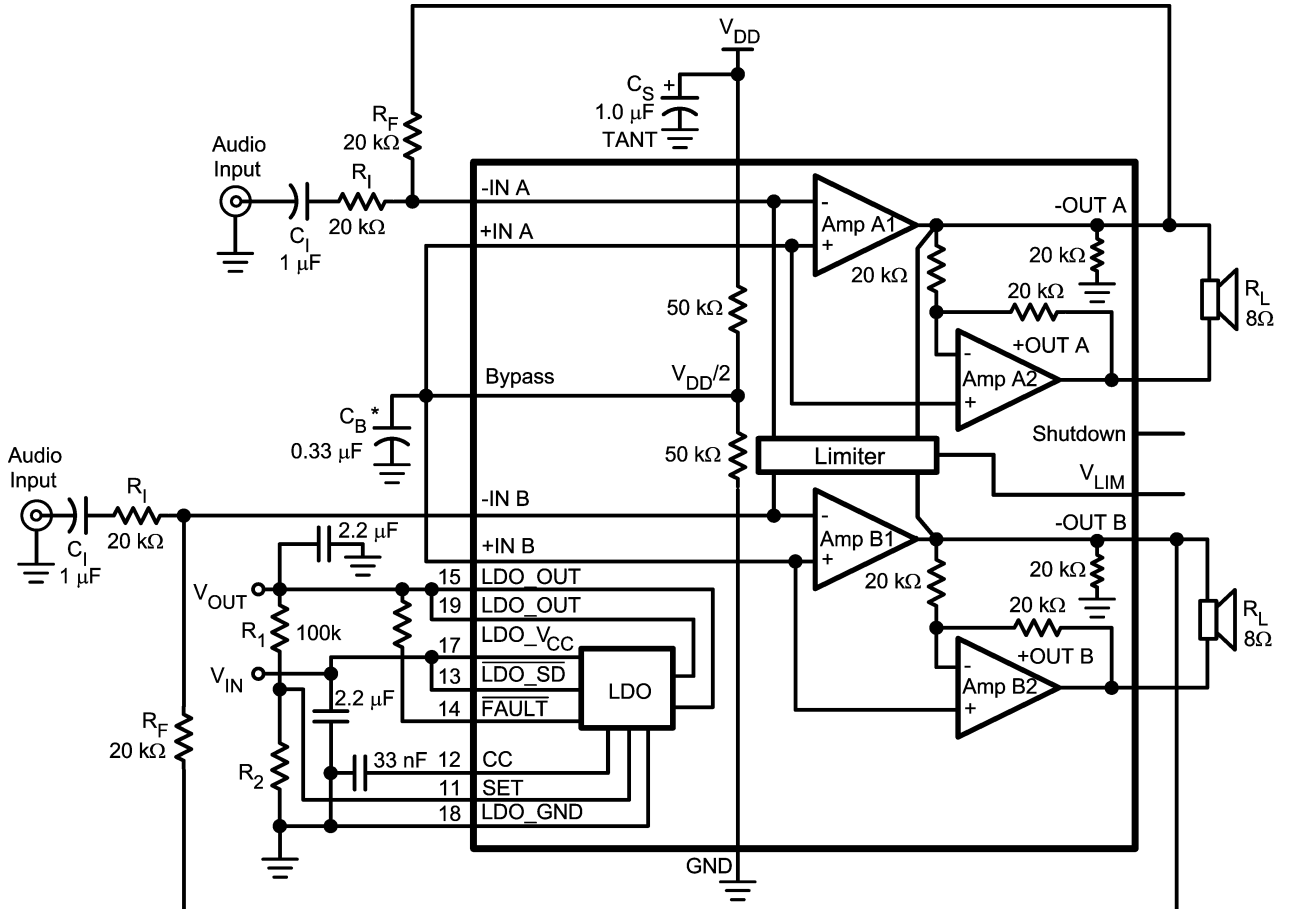 V_DD
C_S +
1.0 μF
TANT
R_F
20 kΩ
Audio
Input
R_I
20 kΩ
C_I
1 μF
-IN A
+IN A
-
Amp A1
+
-OUT A
20 kΩ
20 kΩ
20 kΩ
R_L
8Ω
50 kΩ
+OUT A
-
Amp A2
+
Bypass
V_DD/2
C_B *
0.33 μF
50 kΩ
Limiter
Shutdown
V_LIM
Audio
Input
R_I
20 kΩ
C_I
1 μF
-IN B
+IN B
-
Amp B1
+
-OUT B
20 kΩ
20 kΩ
20 kΩ
R_L
8Ω
+OUT B
-
Amp B2
+
2.2 μF
V_OUT
R_1 100k
V_IN
2.2 μF
R_2
33 nF
R_F
20 kΩ
15 LDO_OUT
19 LDO_OUT
17 LDO_V_CC
13 LDO_SD
14 FAULT
12 CC
11 SET
18 LDO_GND
LDO
GND